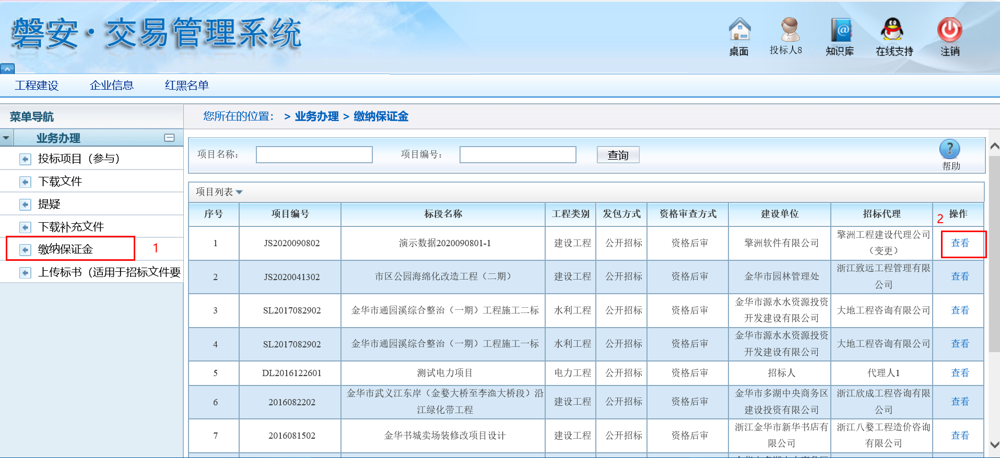 磐安·交易管理系统
桌面
投标人8
知识库
在线支持
注销
工程建设
企业信息
红黑名单
菜单导航
您所在的位置： > 业务办理 > 缴纳保证金
业务办理
投标项目（参与）
下载文件
提疑
下载补充文件
缴纳保证金
1
上传标书（适用于招标文件要
项目名称：
项目编号：
查询
帮助
项目列表
序号 项目编号 标段名称 工程类别 发包方式 资格审查方式 建设单位 招标代理 2 操作
1 JS2020090802 演示数据2020090801-1 建设工程 公开招标 资格后审 擎洲软件有限公司 擎洲工程建设代理公司
（变更） 查看
2 JS2020041302 市区公园海绵化改造工程（二期） 建设工程 公开招标 资格后审 金华市园林管理处 浙江致远工程管理有限
公司 查看
3 SL2017082902 金华市通园溪综合整治（一期）工程施工二标 水利工程 公开招标 资格后审 金华市源水水资源投资
开发建设有限公司 大地工程咨询有限公司 查看
4 SL2017082902 金华市通园溪综合整治（一期）工程施工一标 水利工程 公开招标 资格后审 金华市源水水资源投资
开发建设有限公司 大地工程咨询有限公司 查看
5 DL2016122601 测试电力项目 电力工程 公开招标 资格后审 招标人 代理人1 查看
6 2016082202 金华市武义江东岸（金婺大桥至李渔大桥段）沿
江绿化带工程 建设工程 公开招标 资格后审 金华市多湖中央商务区
建设投资有限公司 浙江欣成工程咨询有限
公司 查看
7 2016081502 金华书城卖场装修改项目设计 建设工程 公开招标 资格后审 浙江金华市新华书店有
限公司 浙江八婺工程造价咨询
有限公司 查看